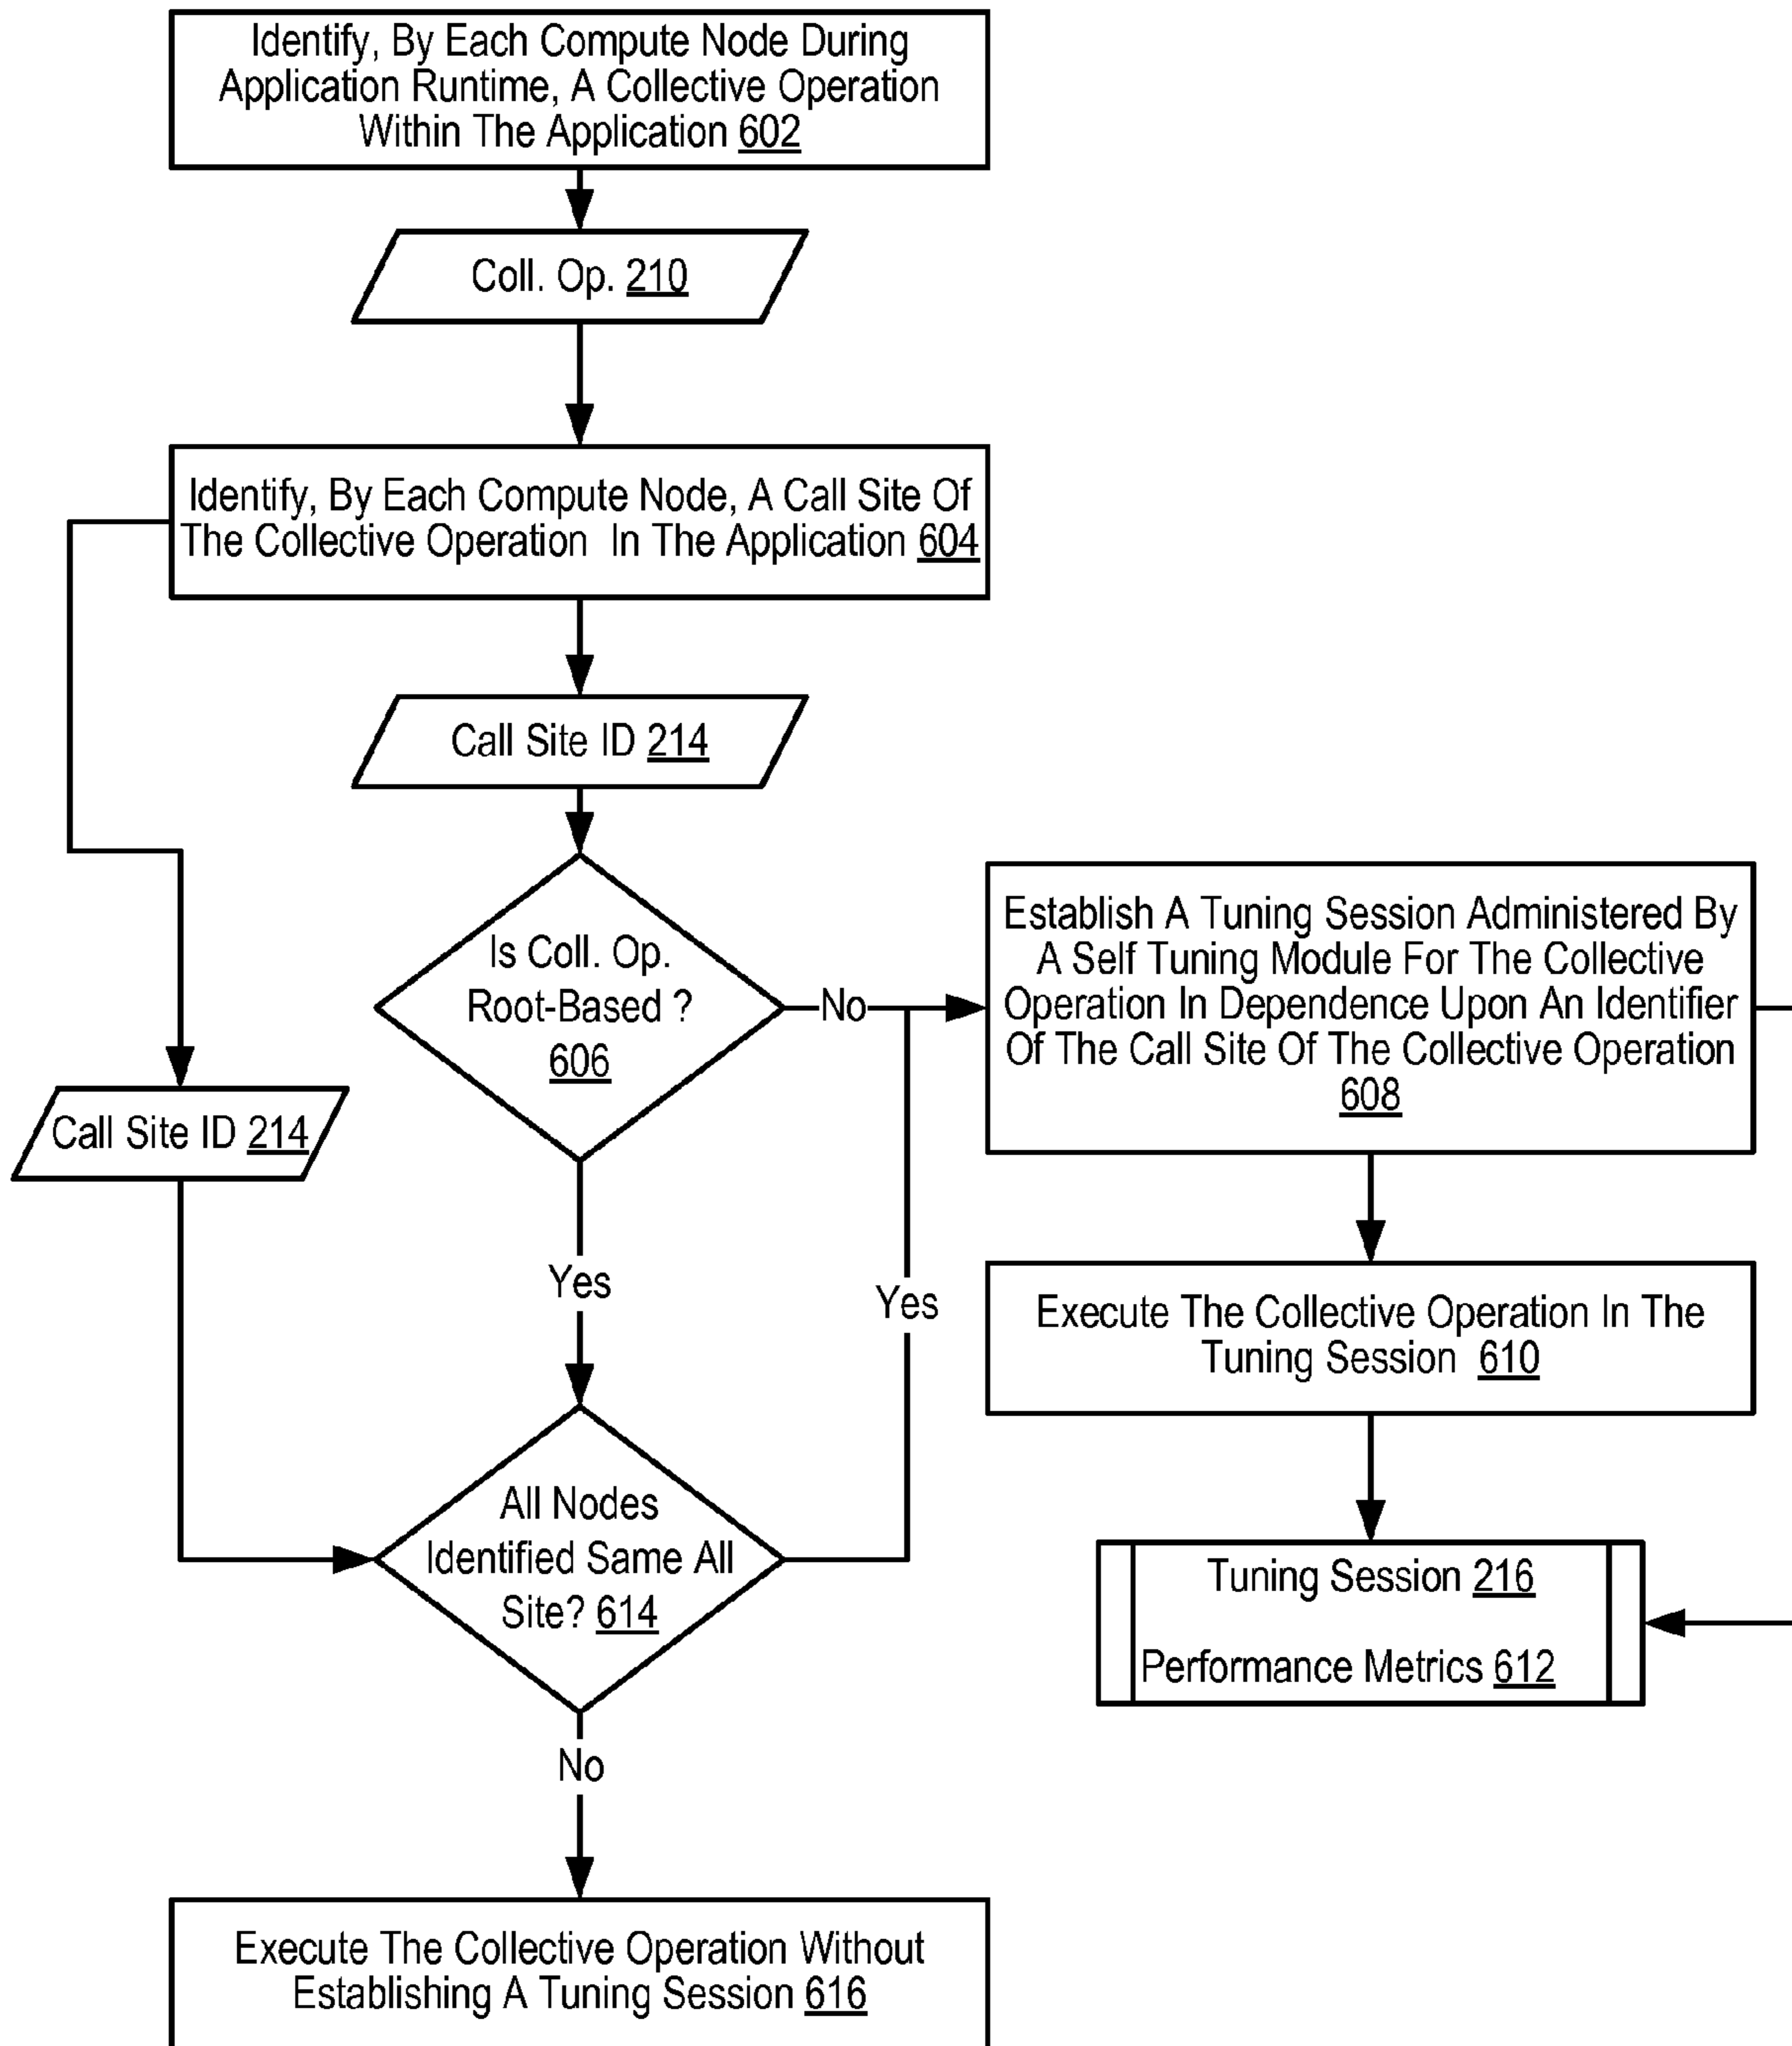 Identify, By Each Compute Node During
Application Runtime, A Collective Operation
Within The Application 602
Coll. Op. 210
Identify, By Each Compute Node, A Call Site Of
The Collective Operation In The Application 604
Call Site ID 214
Is Coll. Op.
Root-Based ?
606
No
Establish A Tuning Session Administered By
A Self Tuning Module For The Collective
Operation In Dependence Upon An Identifier
Of The Call Site Of The Collective Operation
608
Call Site ID 214
Yes
Yes
Execute The Collective Operation In The
Tuning Session 610
All Nodes
Identified Same All
Site? 614
Tuning Session 216
Performance Metrics 612
No
Execute The Collective Operation Without
Establishing A Tuning Session 616